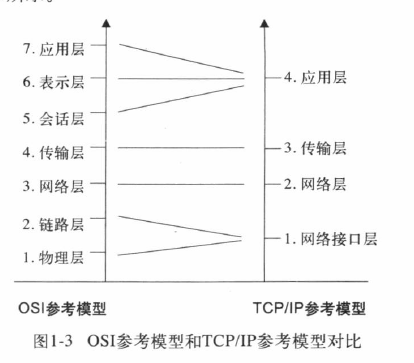 7. 应用层
6. 表示层
4. 应用层
5. 会话层
4. 传输层
3. 传输层
3. 网络层
2. 网络层
2. 链路层
1. 网络接口层
1. 物理层
OSI参考模型
TCP/IP参考模型
图1-3 OSI参考模型和TCP/IP参考模型对比